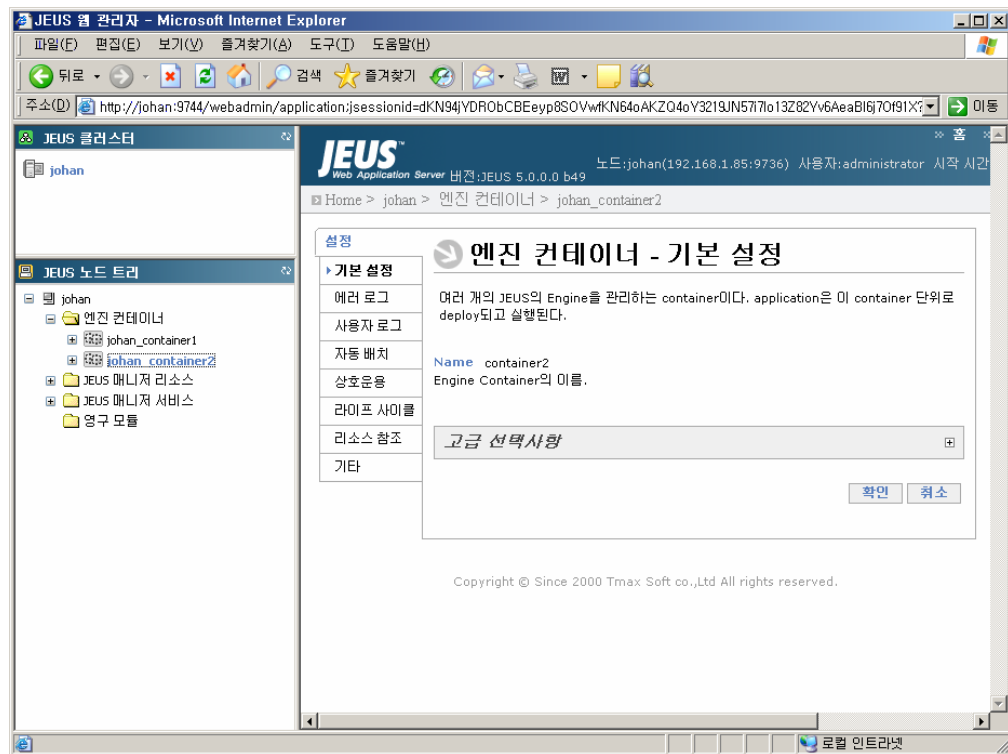 JEUS 웹 관리자 - Microsoft Internet Explorer
파일(F) 편집(E) 보기(V) 즐겨찾기(A) 도구(T) 도움말(H)
뒤로 검색 즐겨찾기
주소(D) http://johan:9744/webadmin/application;jsessionid= 이동
JEUS 클러스터
johan
JEUS 노드 트리
johan
엔진 컨테이너
johan_container1
johan_container2
JEUS 매니저 리소스
JEUS 매니저 서비스
영구 모듈
» 홈
JEUS™
Web Application Server 버전:JEUS 5.0.0.0 b49
노드:johan(192.168.1.85:9736) 사용자:administrator 시작 시간
Home > johan > 엔진 컨테이너 > johan_container2
설정
기본 설정
에러 로그
사용자 로그
자동 배치
상호운용
라이프 사이클
리소스 참조
기타
엔진 컨테이너 - 기본 설정
여러 개의 JEUS의 Engine을 관리하는 container이다. application은 이 container 단위로
deploy되고 실행된다.
Name container2
Engine Container의 이름.
고급 선택사항
확인 취소
Copyright © Since 2000 Tmax Soft co.,Ltd All rights reserved.
로컬 인트라넷